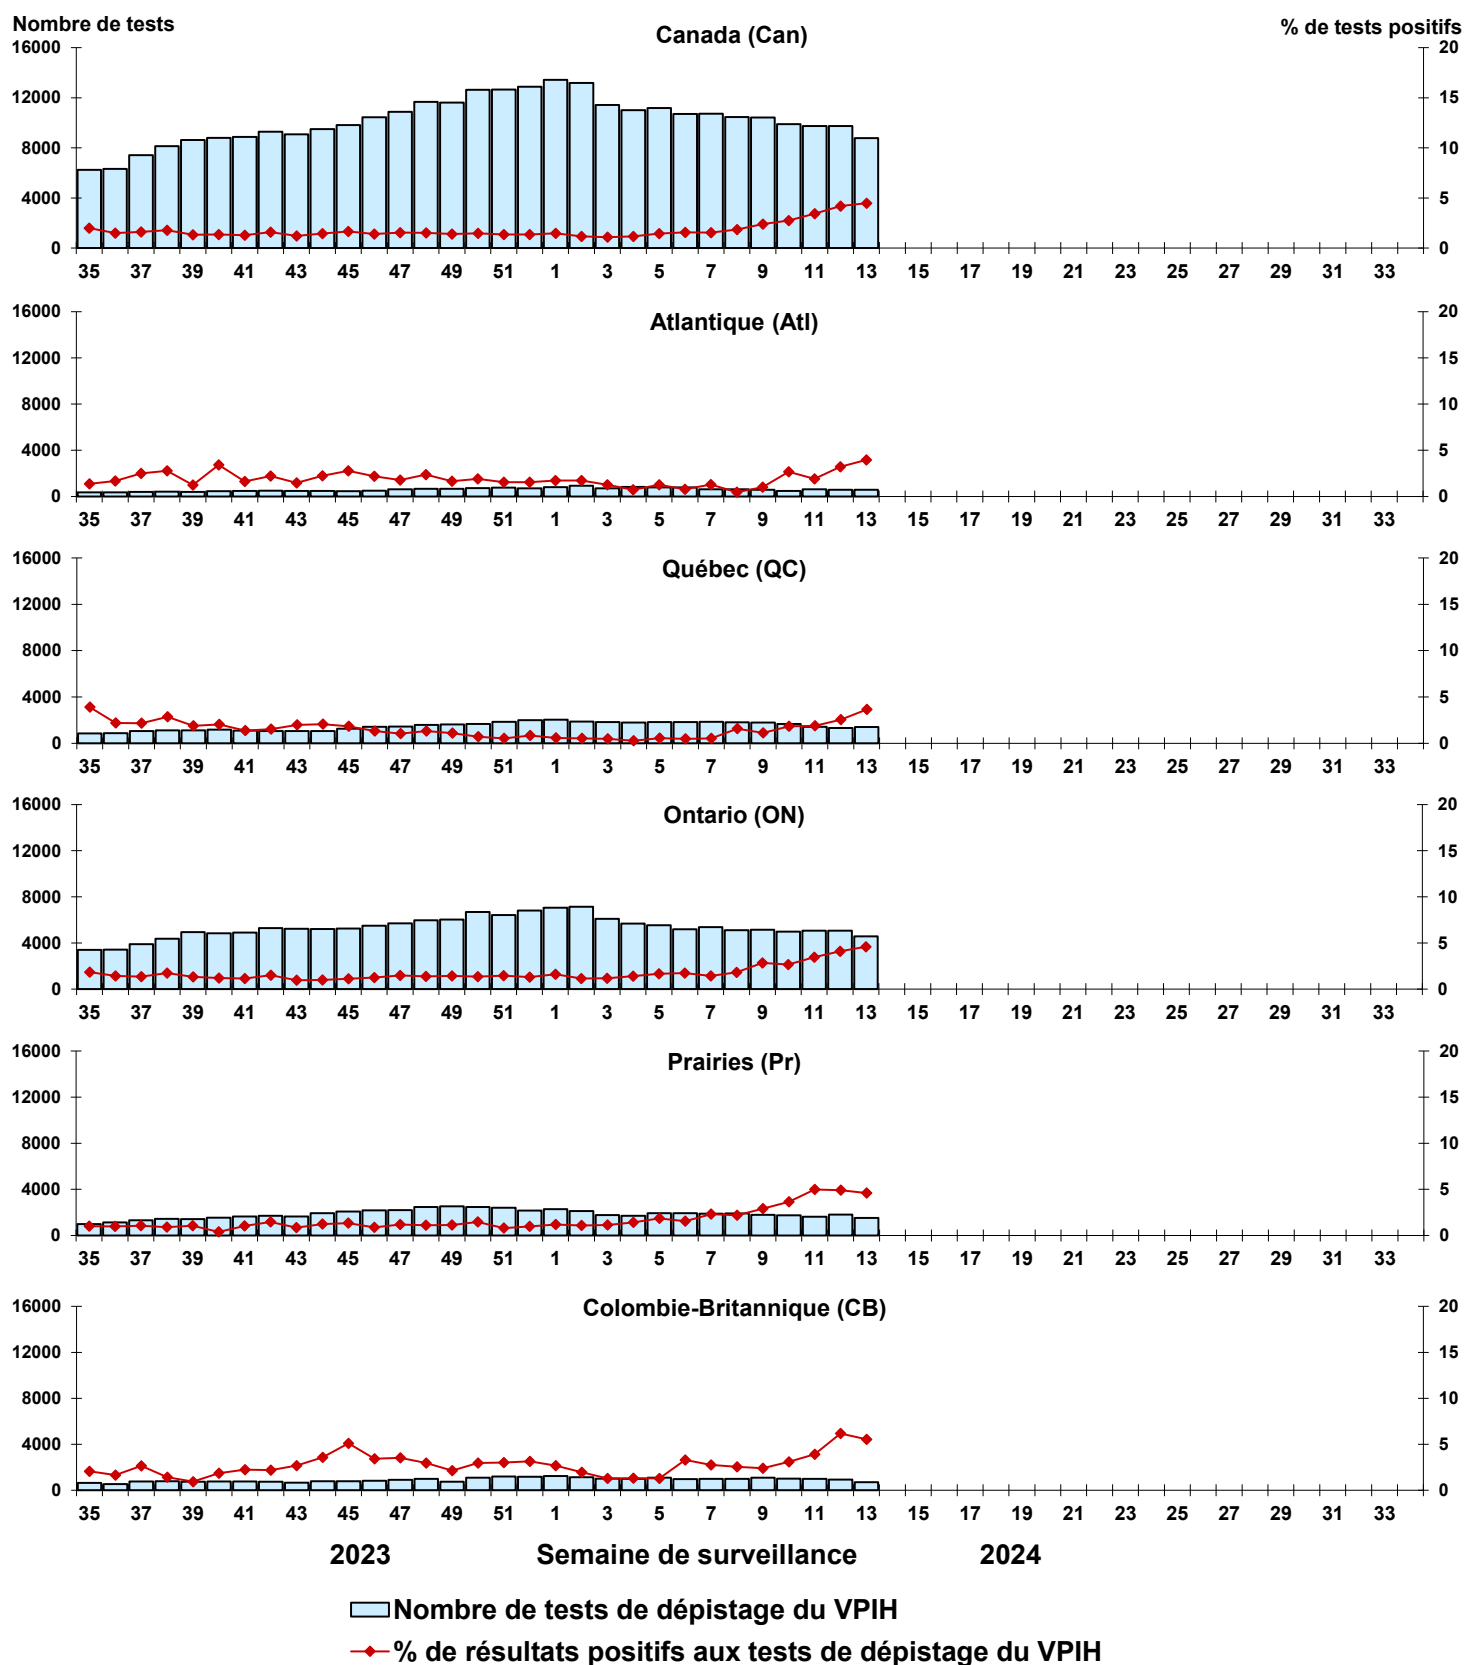 Nombre de tests
Canada (Can)
% de tests positifs
16000 20
12000 15
8000 10
4000 5
0 0
35 37 39 41 43 45 47 49 51 1 3 5 7 9 11 13 15 17 19 21 23 25 27 29 31 33
Atlantique (Atl)
16000 20
12000 15
8000 10
4000 5
0 0
35 37 39 41 43 45 47 49 51 1 3 5 7 9 11 13 15 17 19 21 23 25 27 29 31 33
Québec (QC)
16000 20
12000 15
8000 10
4000 5
0 0
35 37 39 41 43 45 47 49 51 1 3 5 7 9 11 13 15 17 19 21 23 25 27 29 31 33
Ontario (ON)
16000 20
12000 15
8000 10
4000 5
0 0
35 37 39 41 43 45 47 49 51 1 3 5 7 9 11 13 15 17 19 21 23 25 27 29 31 33
Prairies (Pr)
16000 20
12000 15
8000 10
4000 5
0 0
35 37 39 41 43 45 47 49 51 1 3 5 7 9 11 13 15 17 19 21 23 25 27 29 31 33
Colombie-Britannique (CB)
16000 20
12000 15
8000 10
4000 5
0 0
35 37 39 41 43 45 47 49 51 1 3 5 7 9 11 13 15 17 19 21 23 25 27 29 31 33
2023 Semaine de surveillance 2024
Nombre de tests de dépistage du VPIH
% de résultats positifs aux tests de dépistage du VPIH